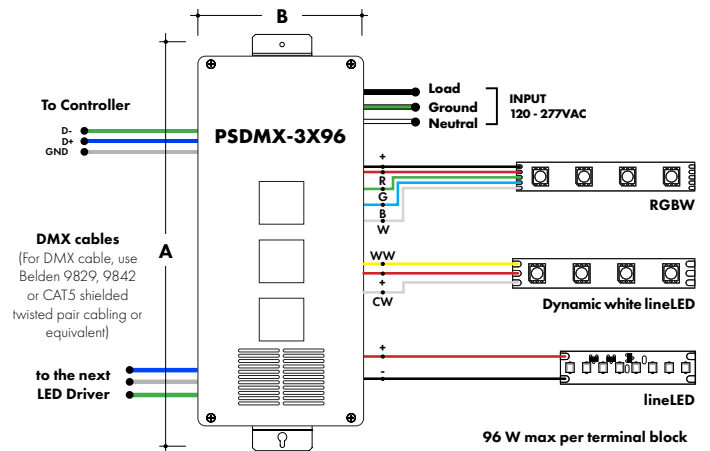 B
Load
Ground
Neutral
INPUT
120 - 277VAC
To Controller
D-
D+
GND
PSDMX-3X96
+
R
G
B
W
RGBW
DMX cables
(For DMX cable, use
Belden 9829, 9842
or CAT5 shielded
twisted pair cabling or
equivalent)
A
WW
+
CW
Dynamic white lineLED
to the next
LED Driver
+
-
lineLED
96 W max per terminal block